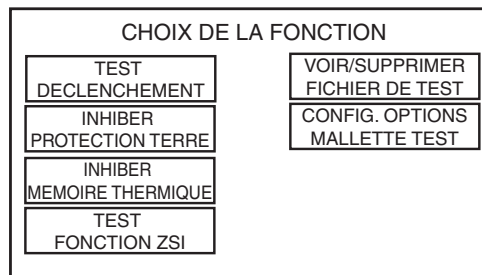 CHOIX DE LA FONCTION
TEST
DECLENCHEMENT
INHIBER
PROTECTION TERRE
INHIBER
MEMOIRE THERMIQUE
TEST
FONCTION ZSI
VOIR/SUPPRIMER
FICHIER DE TEST
CONFIG. OPTIONS
MALLETTE TEST